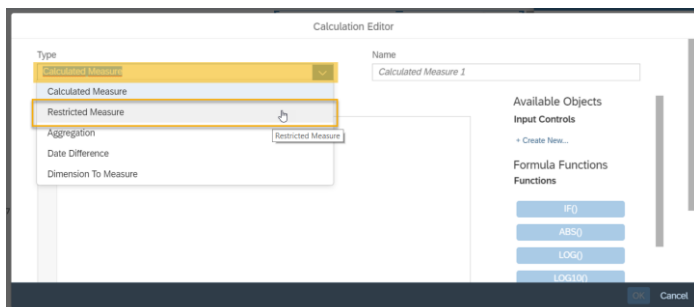 Calculation Editor
Type
Calculated Measure
Name
Calculated Measure 1
Calculated Measure
Restricted Measure
Aggregation
Date Difference
Dimension To Measure
Restricted Measure
Available Objects
Input Controls
+ Create New...
Formula Functions
Functions
IF()
ABS()
LOG()
LOG10()
OK
Cancel